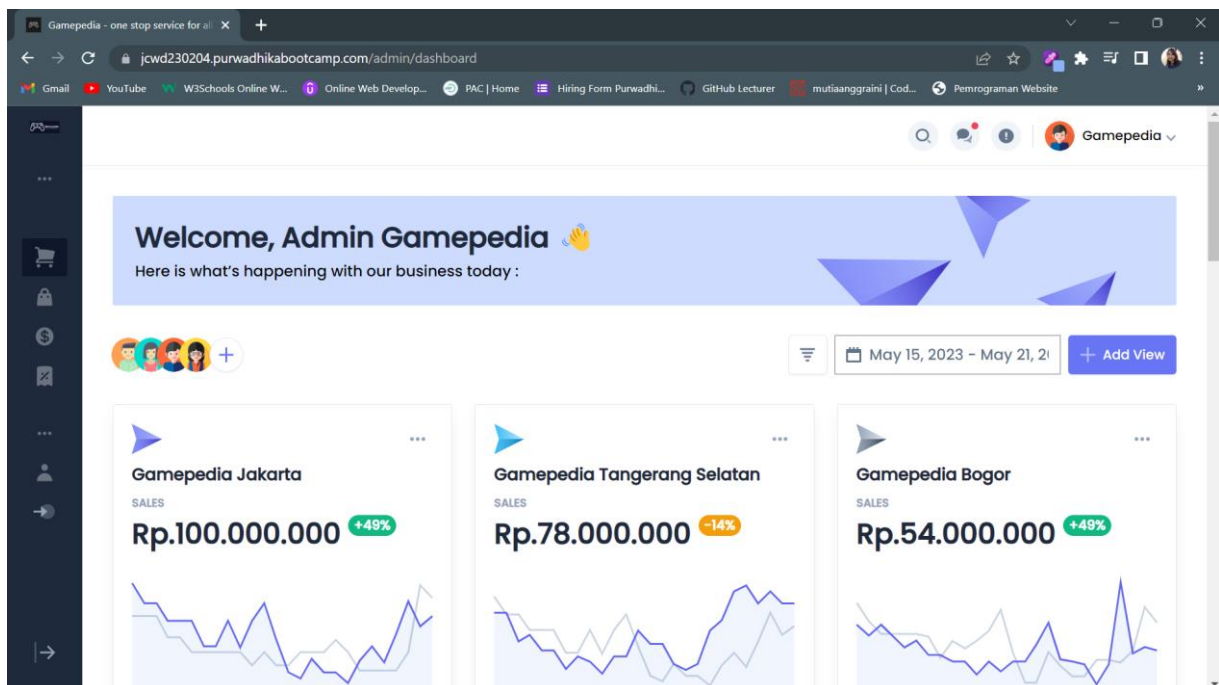 Gamepedia - one stop service for all
jcwd230204.purwadhikabootcamp.com/admin/dashboard
Gmail YouTube W3Schools Online W... Online Web Develop... PAC | Home Hiring Form Purwadhi... GitHub Lecturer mutiaanggraini | Cod... Pemrograman Website »
Gamepedia
Welcome, Admin Gamepedia 👋
Here is what's happening with our business today :
May 15, 2023 - May 21, 2
+ Add View
Gamepedia Jakarta
SALES
Rp.100.000.000 +49%
Gamepedia Tangerang Selatan
SALES
Rp.78.000.000 -14%
Gamepedia Bogor
SALES
Rp.54.000.000 +49%